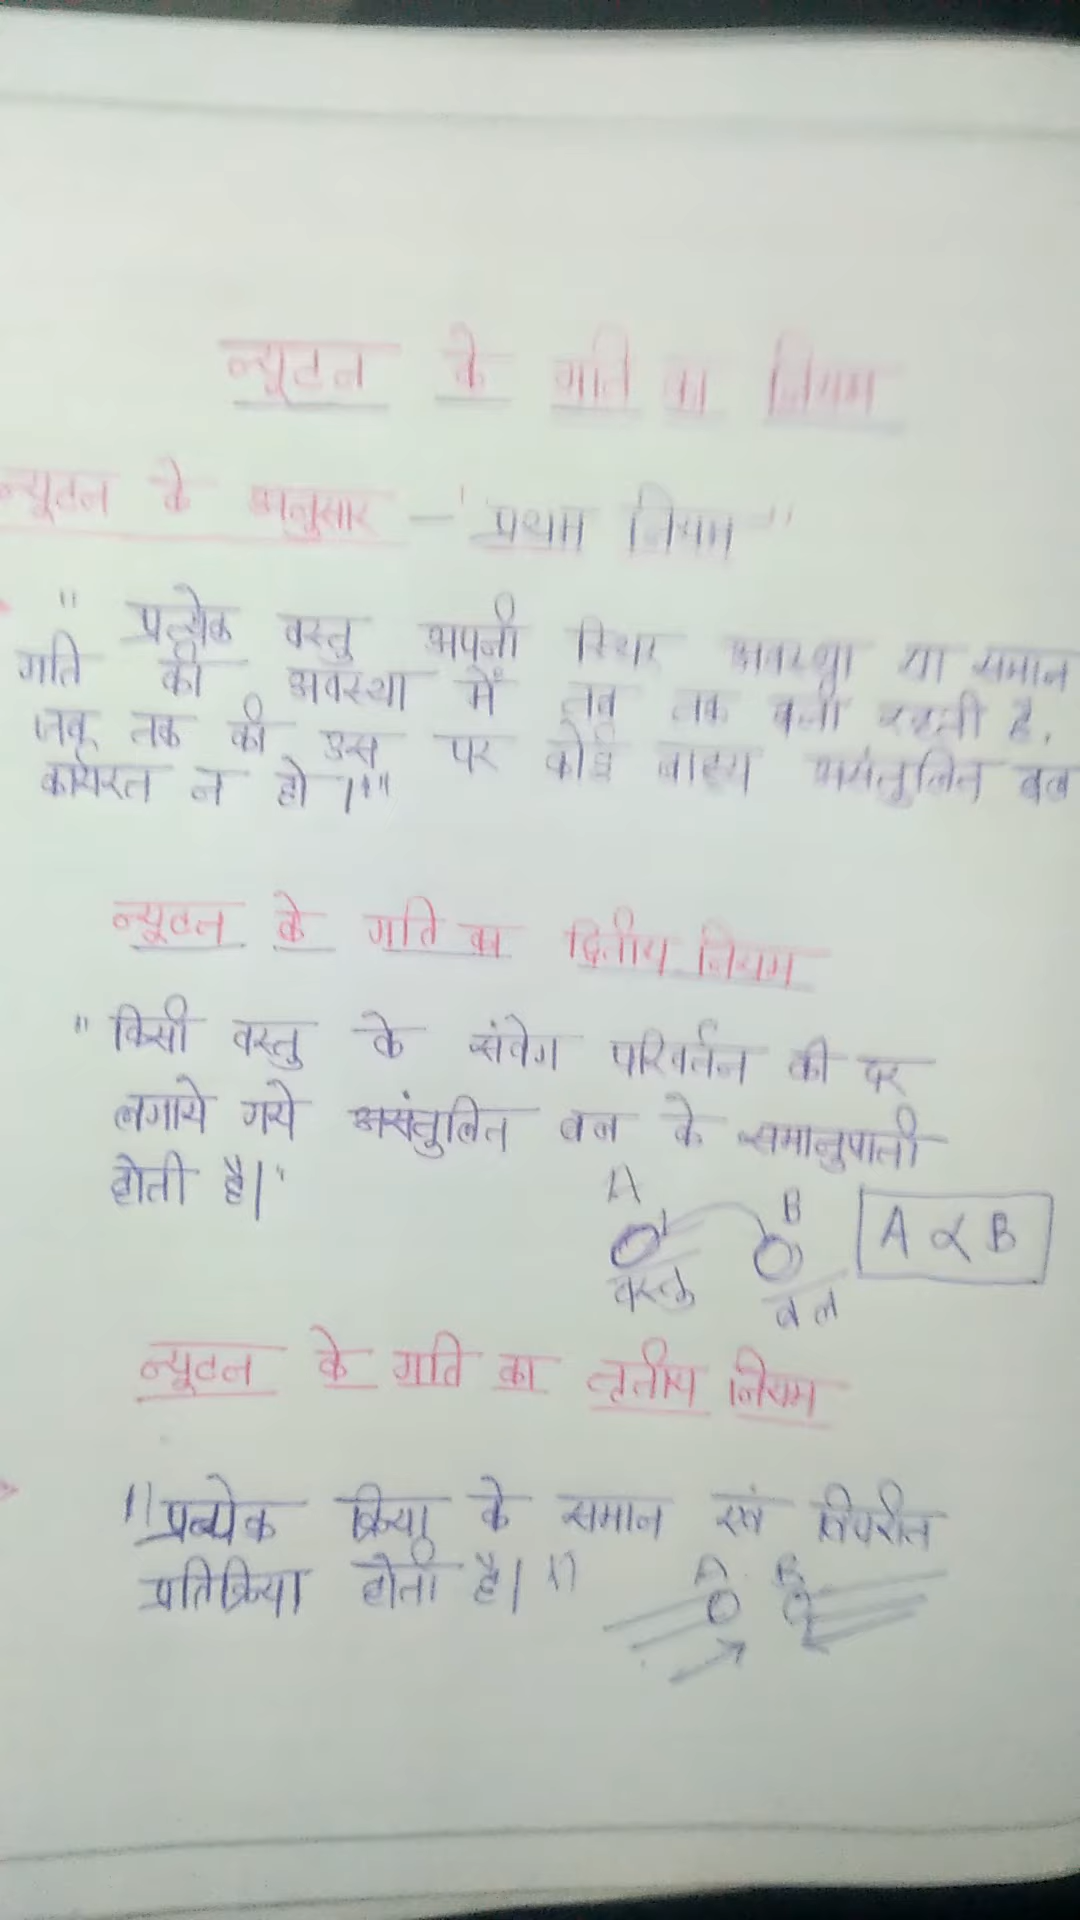 न्यूटन के गति का नियम
न्यूटन के अनुसार – "प्रथम नियम"
" प्रत्येक वस्तु अपनी स्थिर अवस्था या समान
गति की अवस्था में तब तक बनी रहती है,
जब तक की उस पर कोई बाह्य असंतुलित बल
कार्यरत न हो।"
न्यूटन के गति का द्वितीय नियम
" किसी वस्तु के संवेग परिवर्तन की दर
लगाये गये असंतुलित बल के समानुपाती
होती है।"
A B
वस्तु बल
A ∝ B
न्यूटन के गति का तृतीय नियम
"प्रत्येक क्रिया के समान एवं विपरीत
प्रतिक्रिया होती है।"
A B